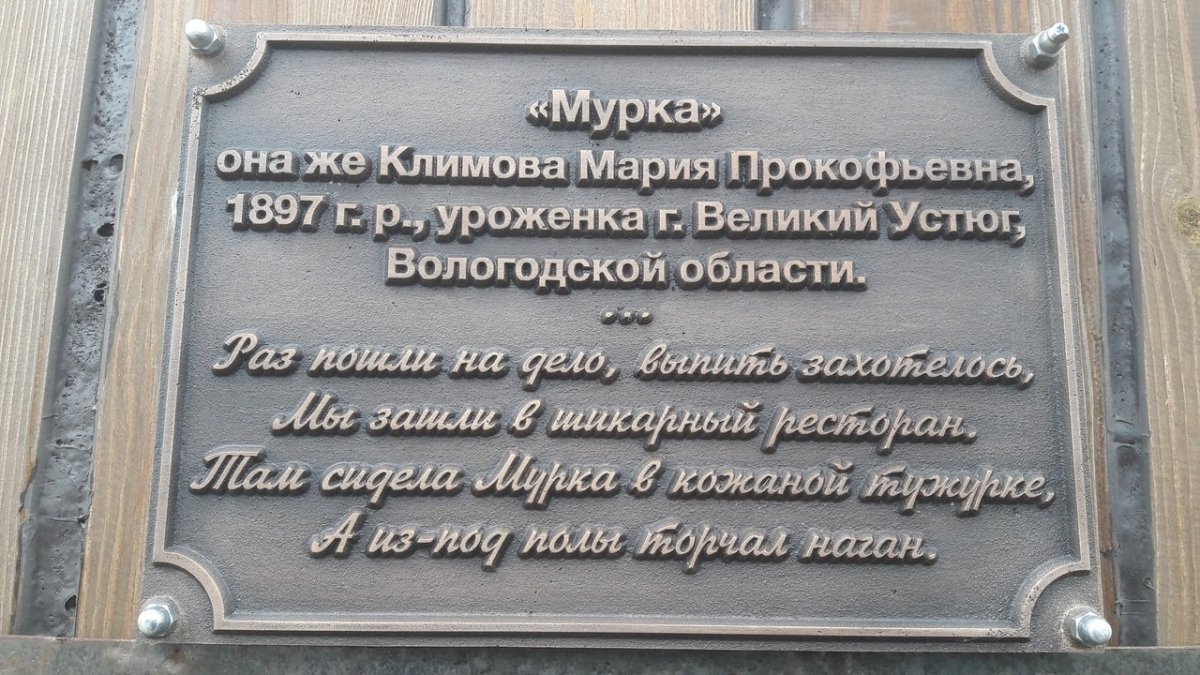 «Мурка»
она же Климова Мария Прокофьевна,
1897 г. р., уроженка г. Великий Устюг,
Вологодской области.
...
Раз пошли на дело, выпить захотелось,
Мы зашли в шикарный ресторан.
Там сидела Мурка в кожаной тужурке,
А из-под полы торчал наган.